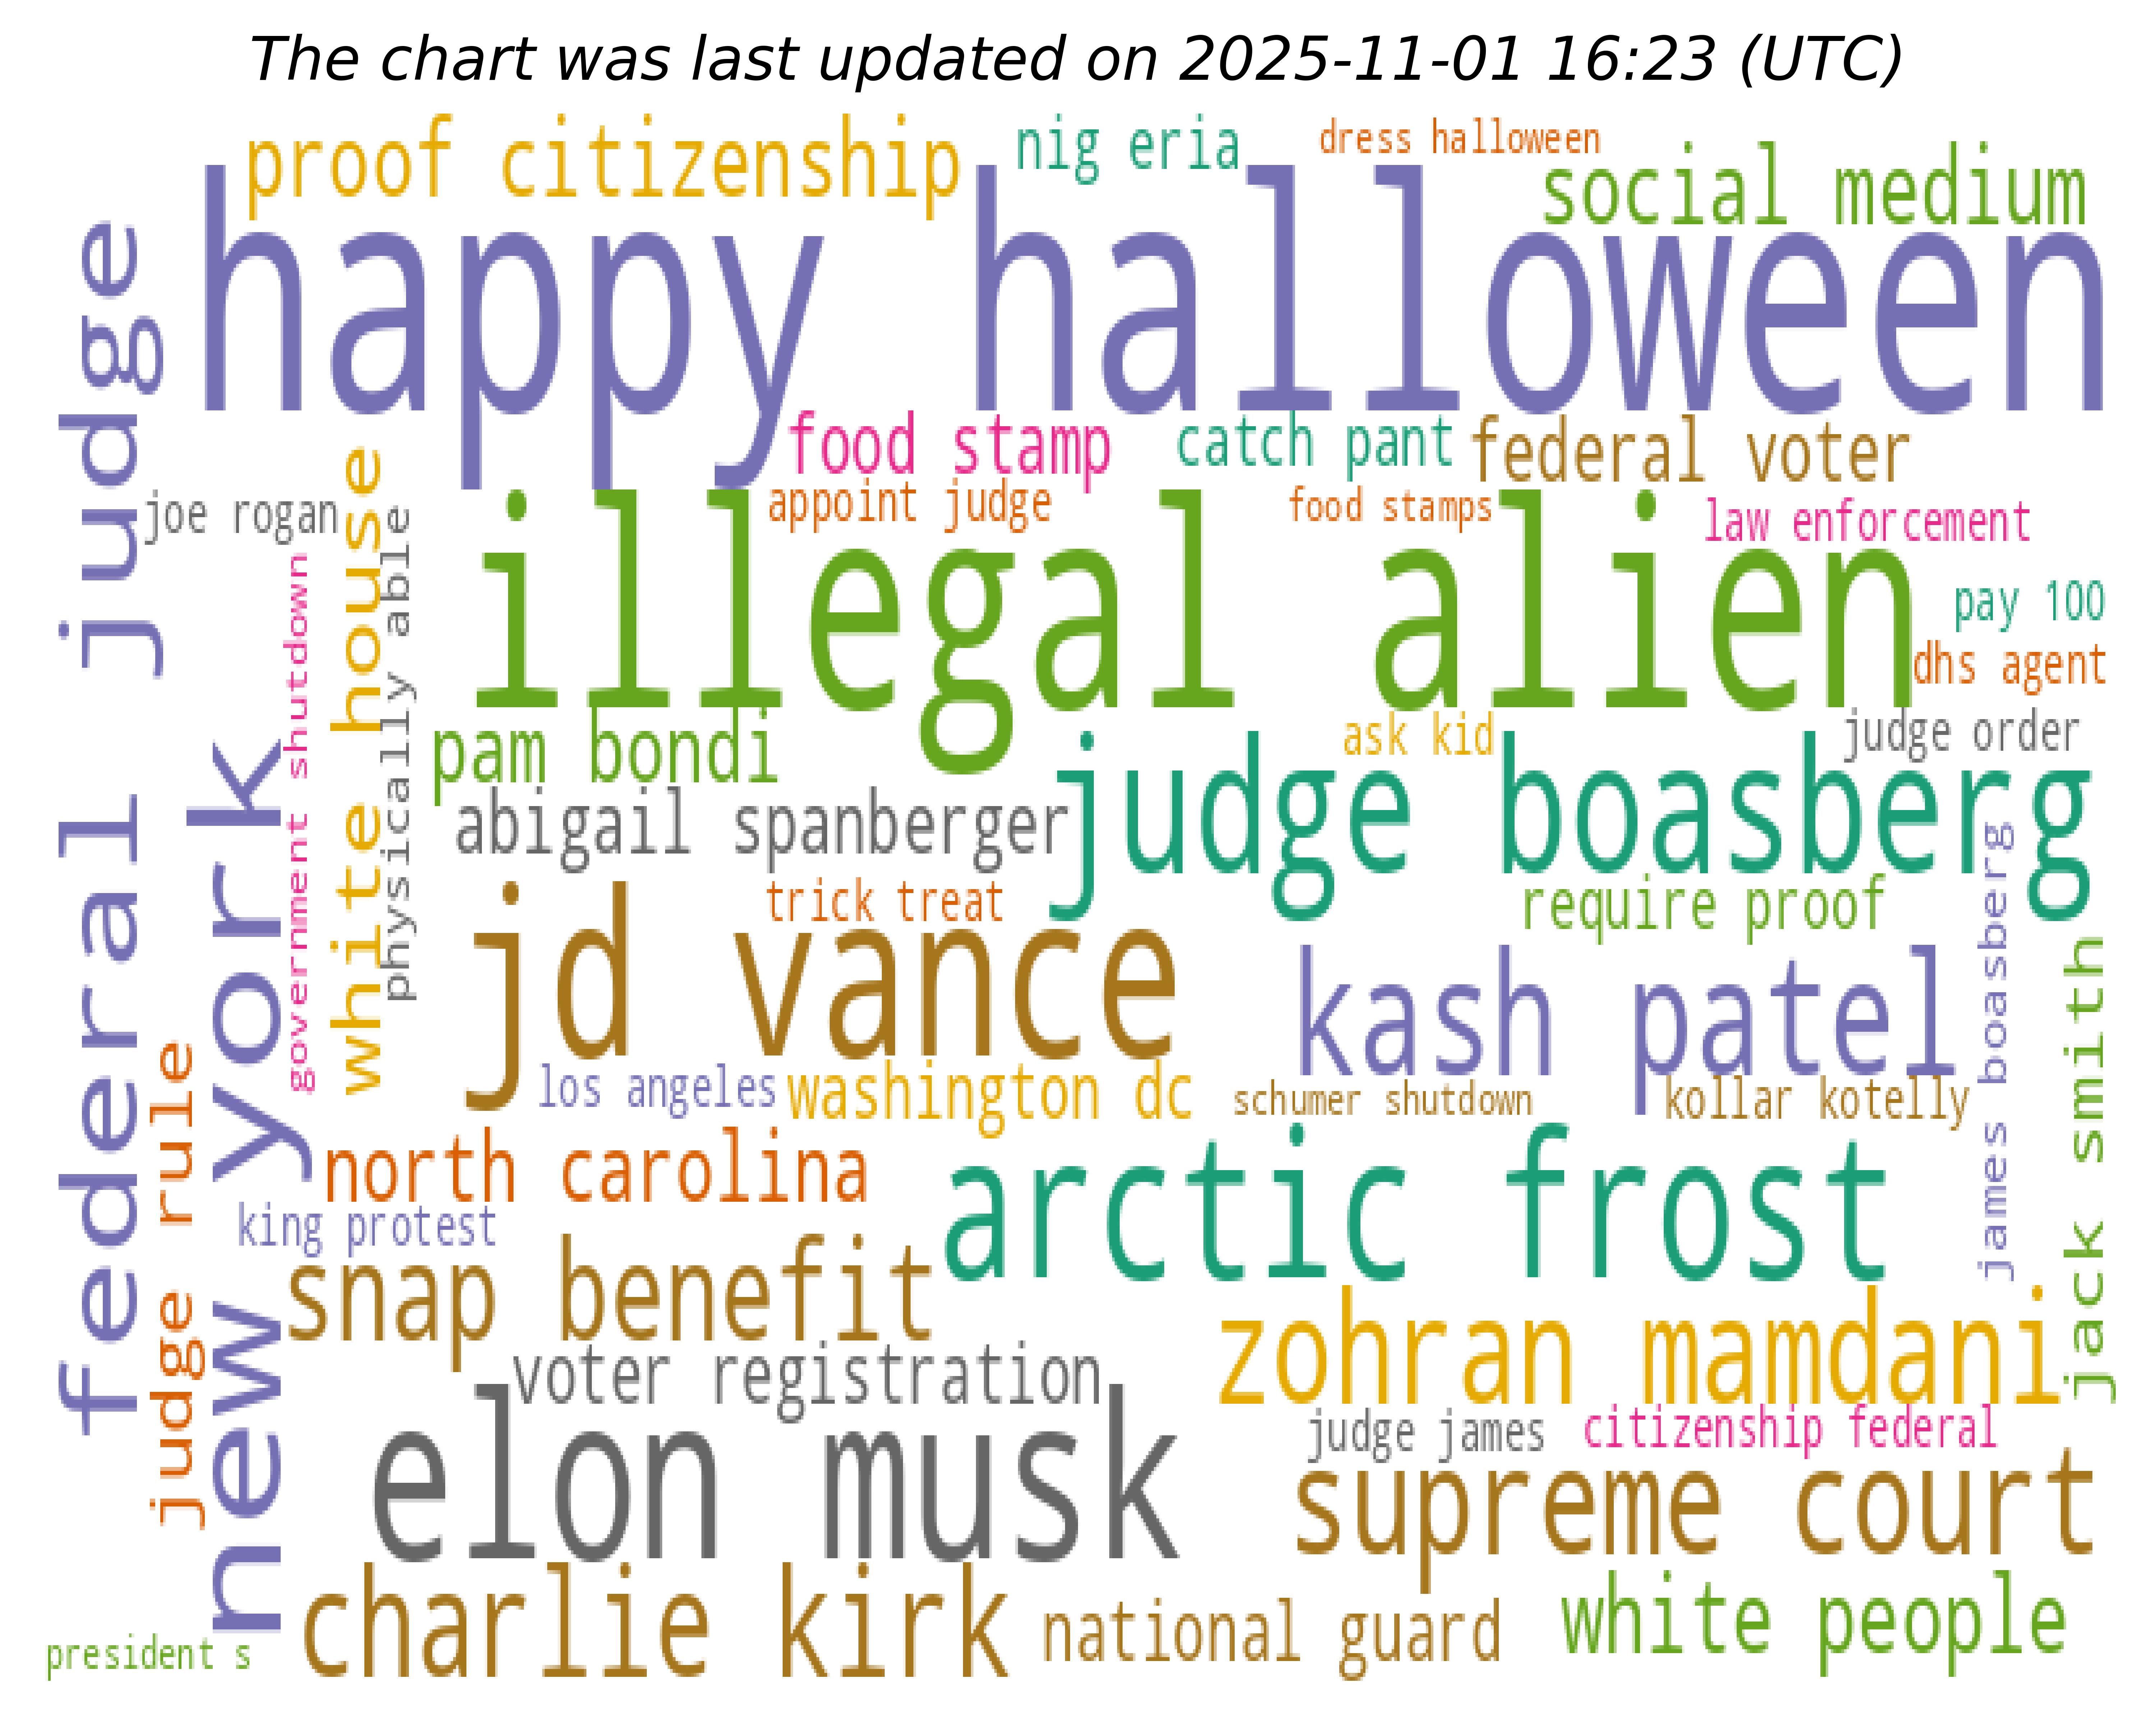 The chart was last updated on 2025-11-01 16:23 (UTC)
proof citizenship
nig eria
dress halloween
social medium
happy halloween
federal judge
food stamp
catch pant
federal voter
joe rogan
white house
physically able
appoint judge
food stamps
law enforcement
illegal alien
government shutdown
pay 100
dhs agent
pam bondi
ask kid
judge order
new york
abigail spanberger
judge boasberg
james boasberg
trick treat
require proof
jd vance
kash patel
jack smith
judge rule
los angeles
washington dc
schumer shutdown
kollar kotelly
north carolina
arctic frost
king protest
snap benefit
zohran mamdani
voter registration
elon musk
judge james
citizenship federal
supreme court
charlie kirk
national guard
white people
president s